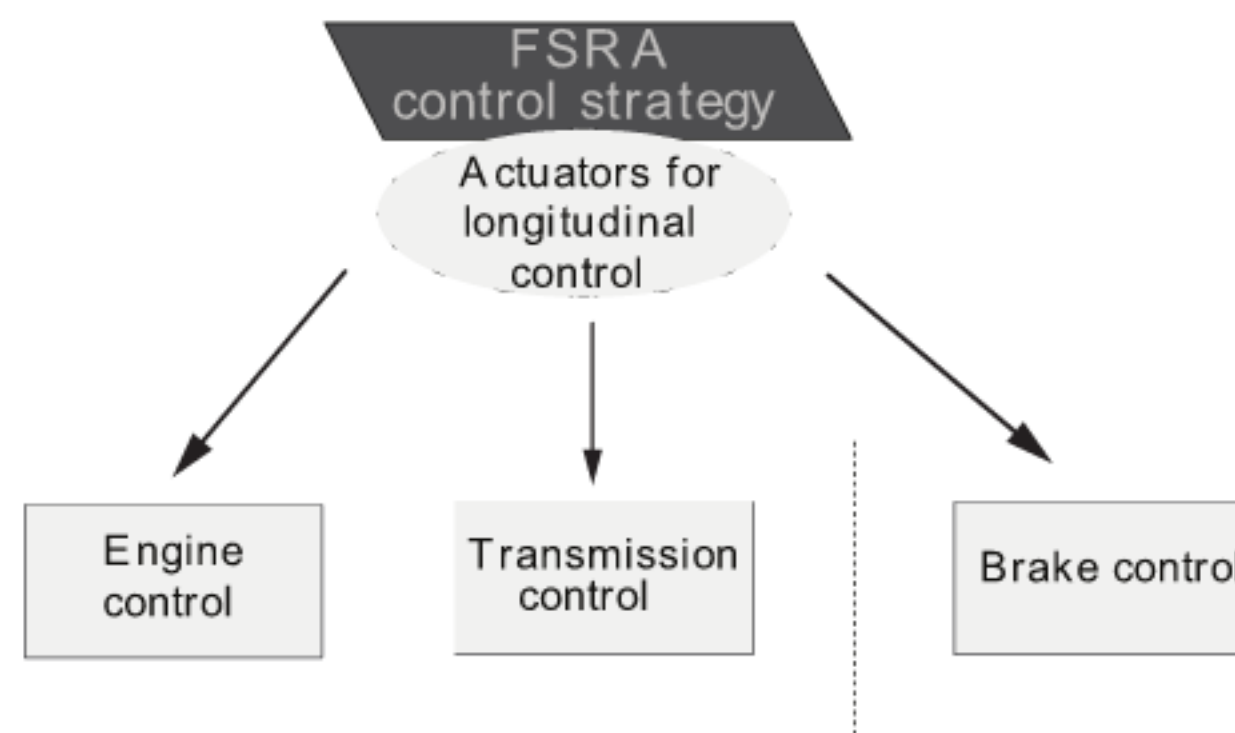 FSRA
control strategy
Actuators for
longitudinal
control
Engine
control
Transmission
control
Brake control